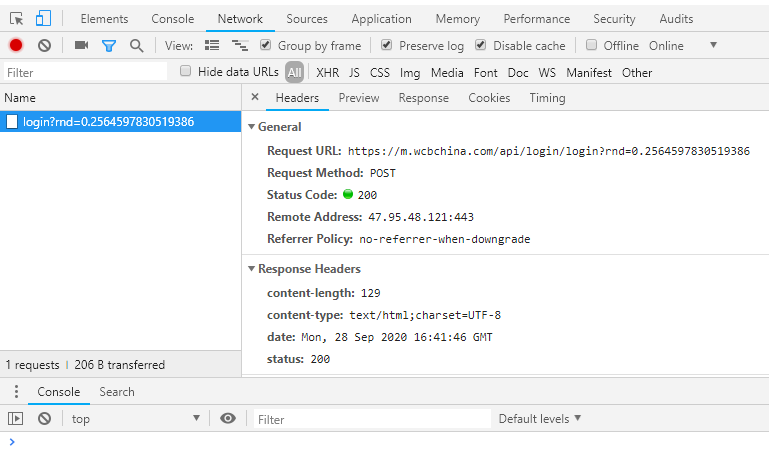 Elements Console Network Sources Application Memory Performance Security Audits
View: Group by frame Preserve log Disable cache Offline Online
Filter Hide data URLs All XHR JS CSS Img Media Font Doc WS Manifest Other
Name
Headers Preview Response Cookies Timing
login?rnd=0.2564597830519386
General
Request URL: https://m.wcbchina.com/api/login/login?rnd=0.2564597830519386
Request Method: POST
Status Code: 200
Remote Address: 47.95.48.121:443
Referrer Policy: no-referrer-when-downgrade
Response Headers
content-length: 129
content-type: text/html;charset=UTF-8
date: Mon, 28 Sep 2020 16:41:46 GMT
status: 200
1 requests 206 B transferred
Console Search
top Filter Default levels